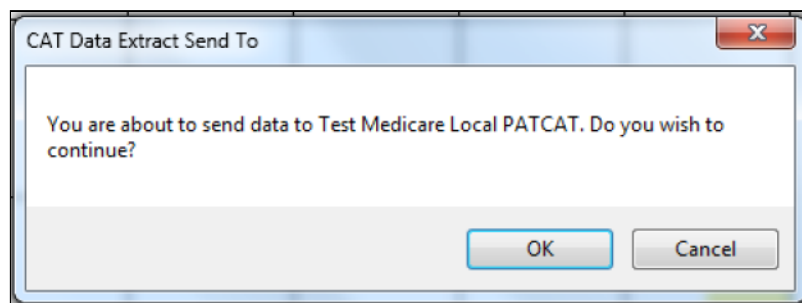 CAT Data Extract Send To
You are about to send data to Test Medicare Local PATCAT. Do you wish to
continue?
OK
Cancel